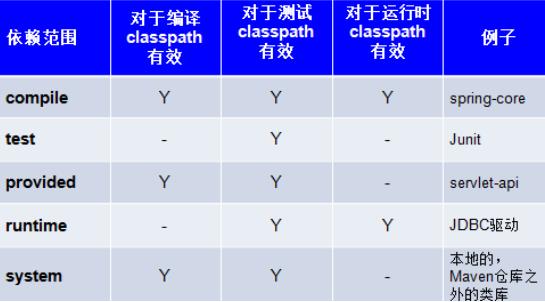 依赖范围
对于编译
classpath
有效
对于测试
classpath
有效
对于运行时
classpath
有效
例子
compile Y Y Y spring-core
test - Y - Junit
provided Y Y - servlet-api
runtime - Y Y JDBC驱动
system Y Y - 本地的，
Maven仓库之
外的类库